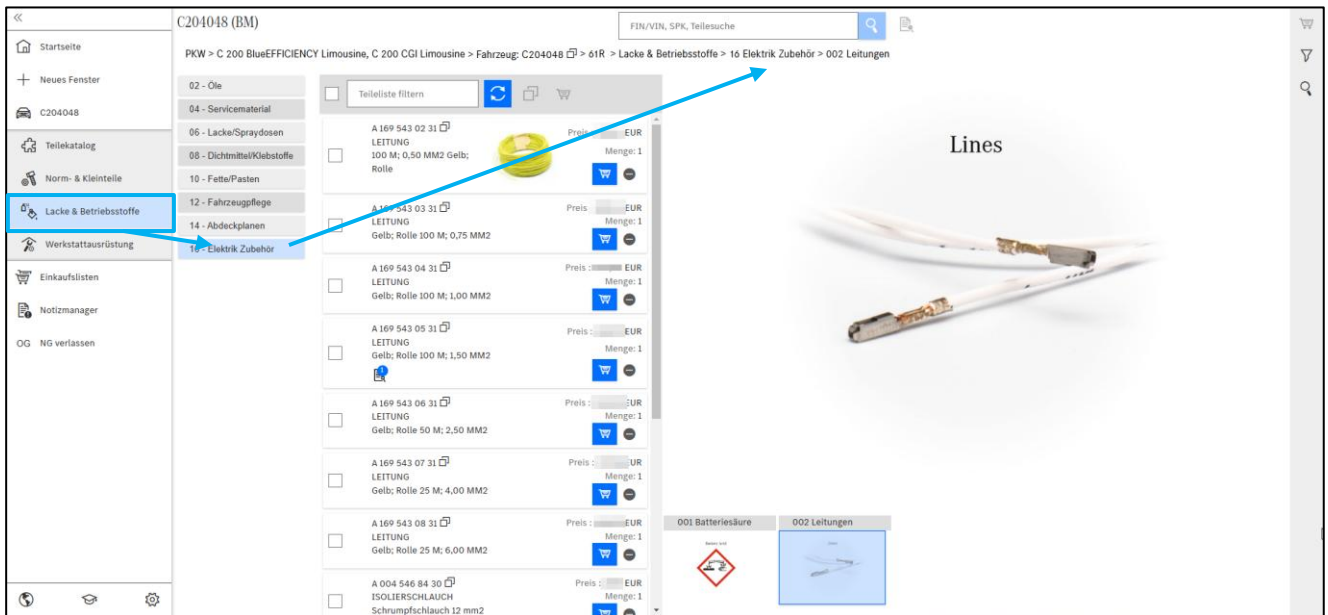 C204048 (BM)
FIN/VIN, SPK, Teilesuche
PKW > C 200 BlueEFFICIENCY Limousine, C 200 CGI Limousine > Fahrzeug: C204048 > 61R > Lacke & Betriebsstoffe > 16 Elektrik Zubehör > 002 Leitungen
Startseite
Neues Fenster
C204048
Teilekatalog
Norm- & Kleinteile
Lacke & Betriebsstoffe
Werkstattausrüstung
Einkaufslisten
Notizmanager
OG NG verlassen
02 - Öle
04 - Servicematerial
06 - Lacke/Spraydosen
08 - Dichtmittel/Klebstoffe
10 - Fette/Pasten
12 - Fahrzeugpflege
14 - Abdeckplanen
16 - Elektrik Zubehör
Teileliste filtern
A 169 543 02 31
LEITUNG
100 M; 0,50 MM2 Gelb;
Rolle
Preis EUR
Menge: 1
A 169 543 03 31
LEITUNG
Gelb; Rolle 100 M; 0,75 MM2
Preis EUR
Menge: 1
A 169 543 04 31
LEITUNG
Gelb; Rolle 100 M; 1,00 MM2
Preis : EUR
Menge: 1
A 169 543 05 31
LEITUNG
Gelb; Rolle 100 M; 1,50 MM2
1
Preis : EUR
Menge: 1
A 169 543 06 31
LEITUNG
Gelb; Rolle 50 M; 2,50 MM2
Preis : EUR
Menge: 1
A 169 543 07 31
LEITUNG
Gelb; Rolle 25 M; 4,00 MM2
Preis : EUR
Menge: 1
A 169 543 08 31
LEITUNG
Gelb; Rolle 25 M; 6,00 MM2
Preis : EUR
Menge: 1
A 004 546 84 30
ISOLIERSCHLAUCH
Schrumpfschlauch 12 mm2
Preis : EUR
Menge: 1
Lines
001 Batteriesäure
002 Leitungen